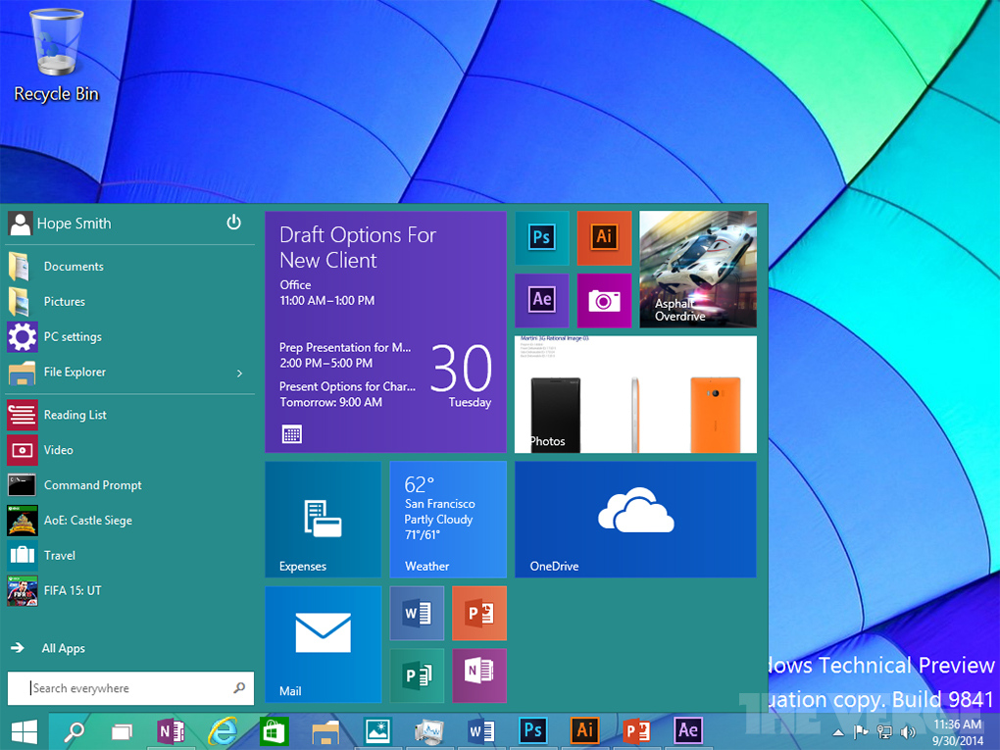 Recycle Bin
Hope Smith
Documents
Pictures
PC settings
File Explorer
Reading List
Video
Command Prompt
AoE: Castle Siege
Travel
FIFA 15: UT
All Apps
Search everywhere
Draft Options For
New Client
Office
11:00 AM–1:00 PM
Prep Presentation for M...
2:00 PM–5:00 PM
Present Options for Char...
Tomorrow: 9:00 AM
30
Tuesday
Ps
Ai
Ae
Asphalt
Overdrive
Photos
Expenses
62°
San Francisco
Partly Cloudy
71°/61°
Weather
OneDrive
Mail
W
P
P
N
dows Technical Preview
uation copy. Build 9841
THE VERGE
N
W
Ps
Ai
P
Ae
11:36 AM
9/30/2014